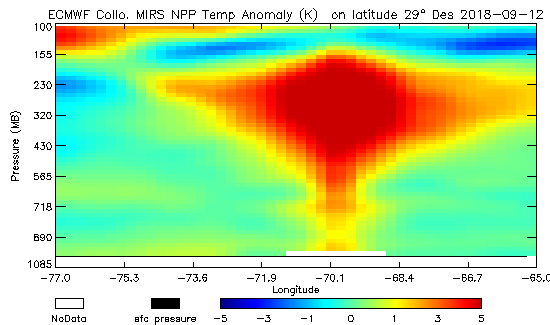 ECMWF Collo. MIRS NPP Temp Anomaly (K) on latitude 29° Des 2018-09-12
100
155
230
320
430
565
718
890
1085
Pressure (MB)
-77.0 -75.3 -73.6 -71.9 -70.1 -68.4 -66.7 -65.0
Longitude
NoData sfc pressure -5 -3 -1 0 1 3 5